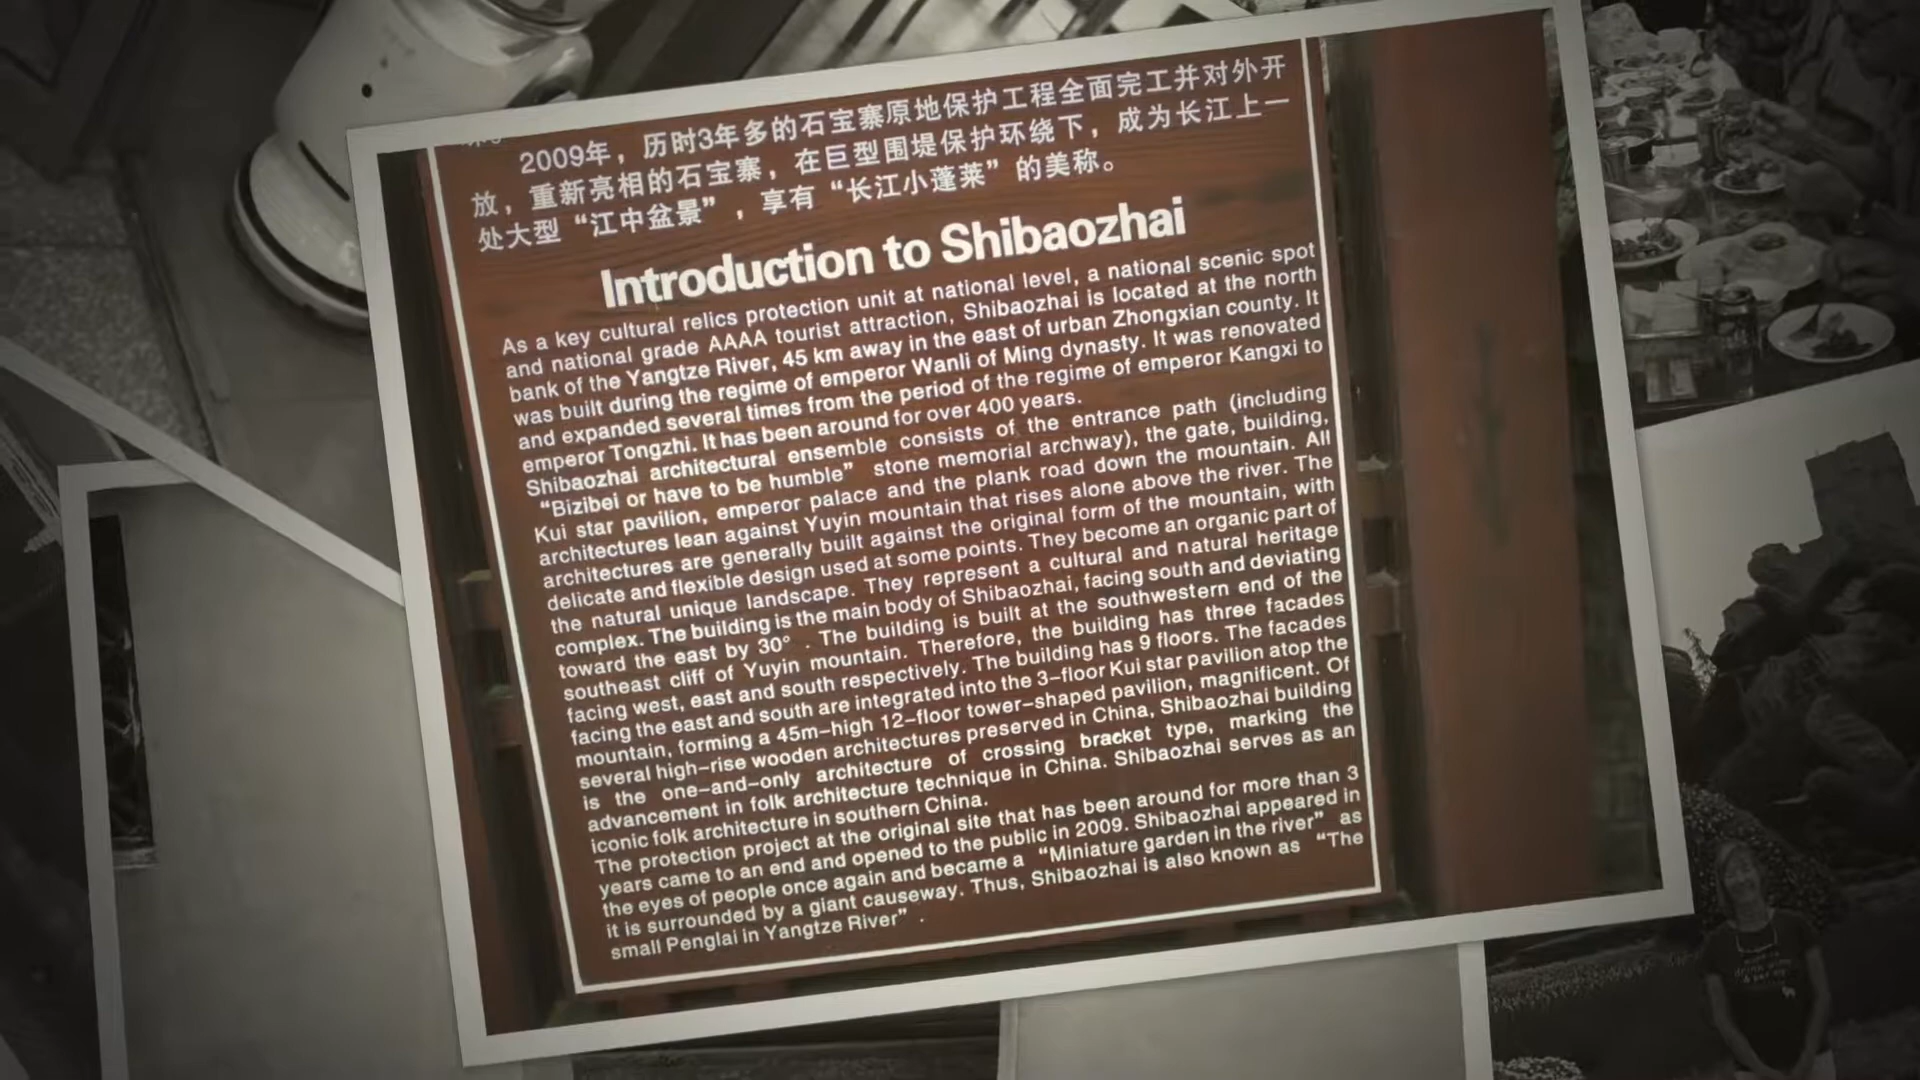 2009年，历时3年多的石宝寨原地保护工程全面完工并对外开
放，重新亮相的石宝寨，在巨型围堤保护环绕下，成为长江上一
处大型“江中盆景”，享有“长江小蓬莱”的美称。
Introduction to Shibaozhai
As a key cultural relics protection unit at national level, a national scenic spot
and national grade AAAA tourist attraction, Shibaozhai is located at the north
bank of the Yangtze River, 45 km away in the east of urban Zhongxian county. It
was built during the regime of emperor Wanli of Ming dynasty. It was renovated
and expanded several times from the period of the regime of emperor Kangxi to
emperor Tongzhi. It has been around for over 400 years.
Shibaozhai architectural ensemble consists of the entrance path (including
“Bizibei or have to be humble” stone memorial archway), the gate, building,
Kui star pavilion, emperor palace and the plank road down the mountain. All
architectures lean against Yuyin mountain that rises alone above the river. The
architectures are generally built against the original form of the mountain, with
delicate and flexible design used at some points. They become an organic part of
the natural unique landscape. They represent a cultural and natural heritage
complex. The building is the main body of Shibaozhai, facing south and deviating
toward the east by 30° . The building is built at the southwestern end of the
southeast cliff of Yuyin mountain. Therefore, the building has three facades
facing west, east and south respectively. The building has 9 floors. The facades
facing the east and south are integrated into the 3–floor Kui star pavilion atop the
mountain, forming a 45m–high 12–floor tower–shaped pavilion, magnificent. Of
several high–rise wooden architectures preserved in China, Shibaozhai building
is the one–and–only architecture of crossing bracket type, marking the
advancement in folk architecture technique in China. Shibaozhai serves as an
iconic folk architecture in southern China.
The protection project at the original site that has been around for more than 3
years came to an end and opened to the public in 2009. Shibaozhai appeared in
the eyes of people once again and became a “Miniature garden in the river” as
it is surrounded by a giant causeway. Thus, Shibaozhai is also known as “The
small Penglai in Yangtze River” .